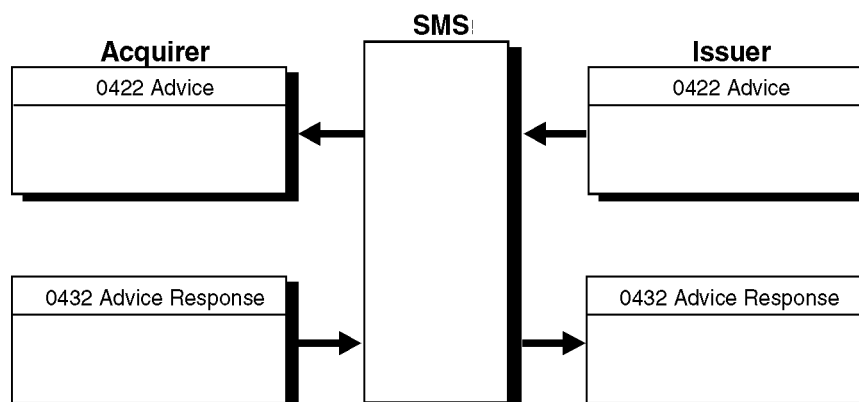 SMS
Acquirer
Issuer
0422 Advice
0422 Advice
0432 Advice Response
0432 Advice Response